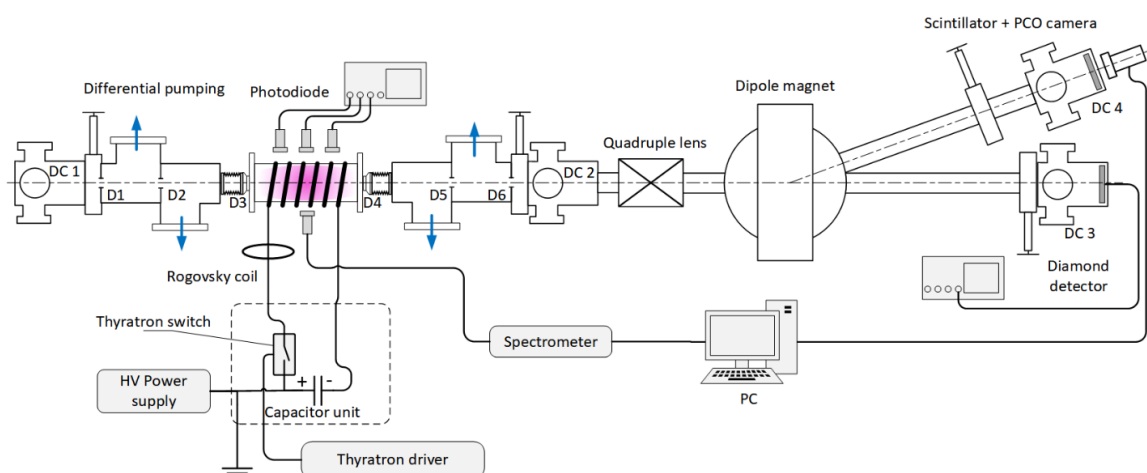 Scintillator + PCO camera
Differential pumping
Photodiode
Dipole magnet
DC 4
Quadruple lens
DC 1
D1
D2
D3
D4
D5
D6
DC 2
DC 3
Rogovsky coil
Diamond
detector
Thyratron switch
Spectrometer
HV Power
supply
+
-
Capacitor unit
PC
Thyratron driver